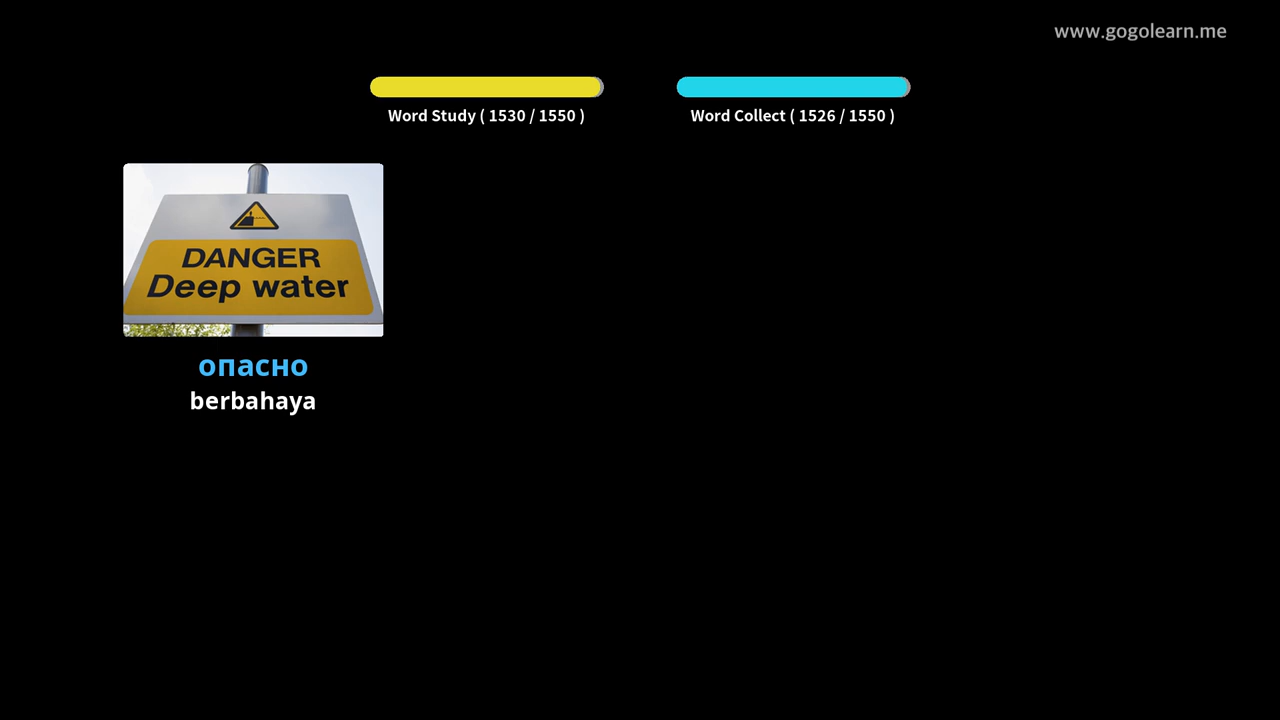 www.gogolearn.me
Word Study ( 1530 / 1550 )
Word Collect ( 1526 / 1550 )
DANGER
Deep water
опасно
berbahaya